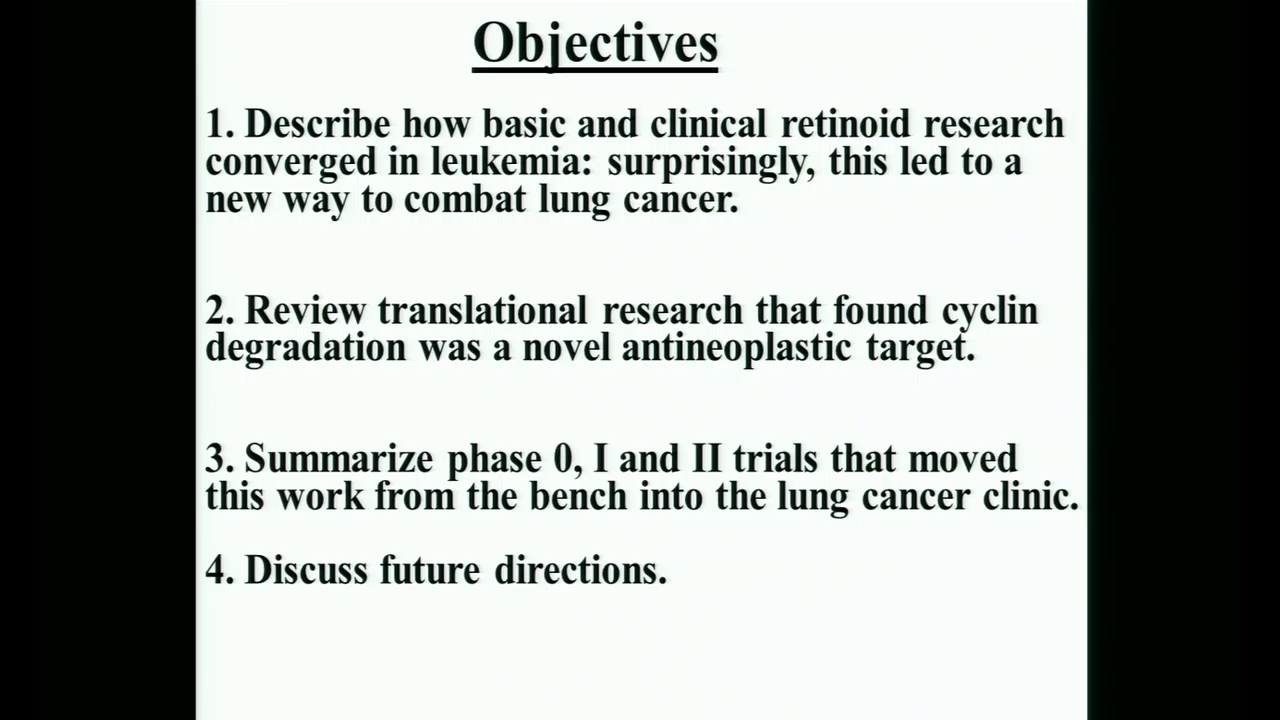 Objectives
1. Describe how basic and clinical retinoid research
converged in leukemia: surprisingly, this led to a
new way to combat lung cancer.
2. Review translational research that found cyclin
degradation was a novel antineoplastic target.
3. Summarize phase 0, I and II trials that moved
this work from the bench into the lung cancer clinic.
4. Discuss future directions.